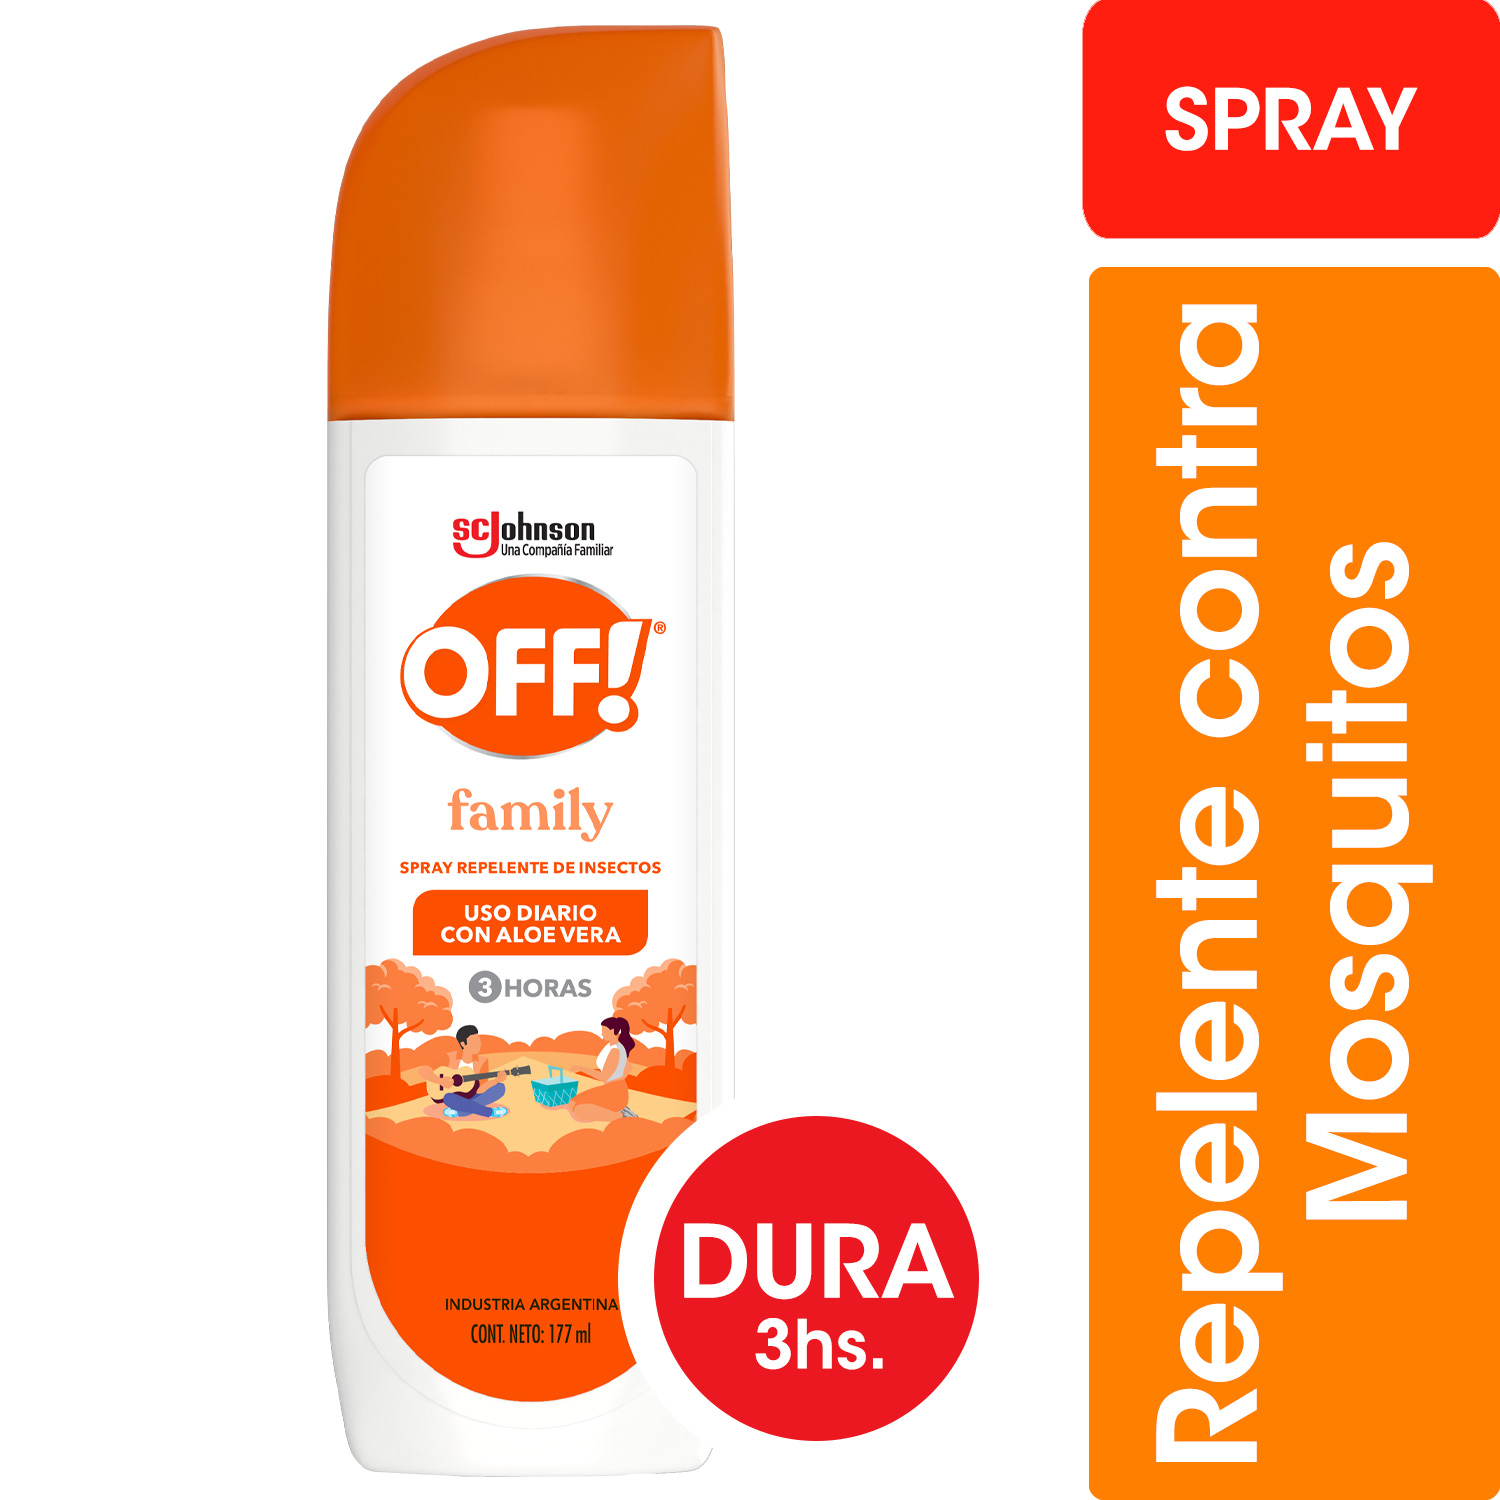 SCJohnson
Una Compañía Familiar
OFF!®
family
SPRAY REPELENTE DE INSECTOS
USO DIARIO
CON ALOE VERA
3 HORAS
INDUSTRIA ARGENTINA
CONT. NETO: 177 ml
DURA
3hs.
SPRAY
Repelente contra
Mosquitos